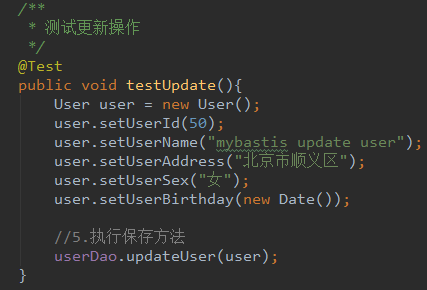 /**
 * 测试更新操作
 */
@Test
public void testUpdate(){
    User user = new User();
    user.setUserId(50);
    user.setUserName("mybastis update user");
    user.setUserAddress("北京市顺义区");
    user.setUserSex("女");
    user.setUserBirthday(new Date());

    //5.执行保存方法
    userDao.updateUser(user);
}